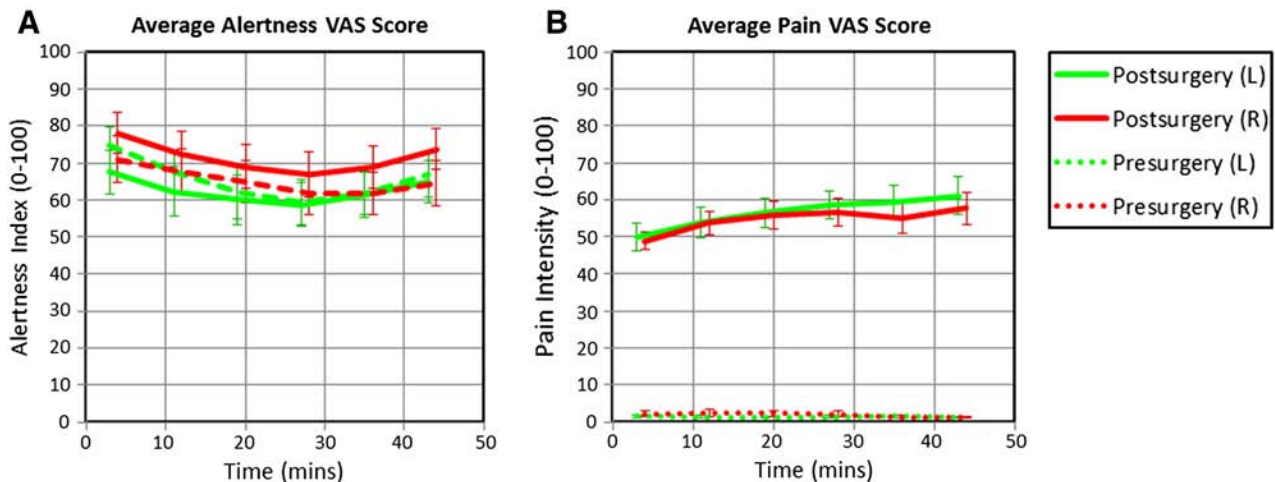 A
Average Alertness VAS Score
Alertness Index (0-100)
100
90
80
70
60
50
40
30
20
10
0
0 10 20 30 40 50
Time (mins)
B
Average Pain VAS Score
Pain Intensity (0-100)
100
90
80
70
60
50
40
30
20
10
0
0 10 20 30 40 50
Time (mins)
Postsurgery (L)
Postsurgery (R)
Presurgery (L)
Presurgery (R)